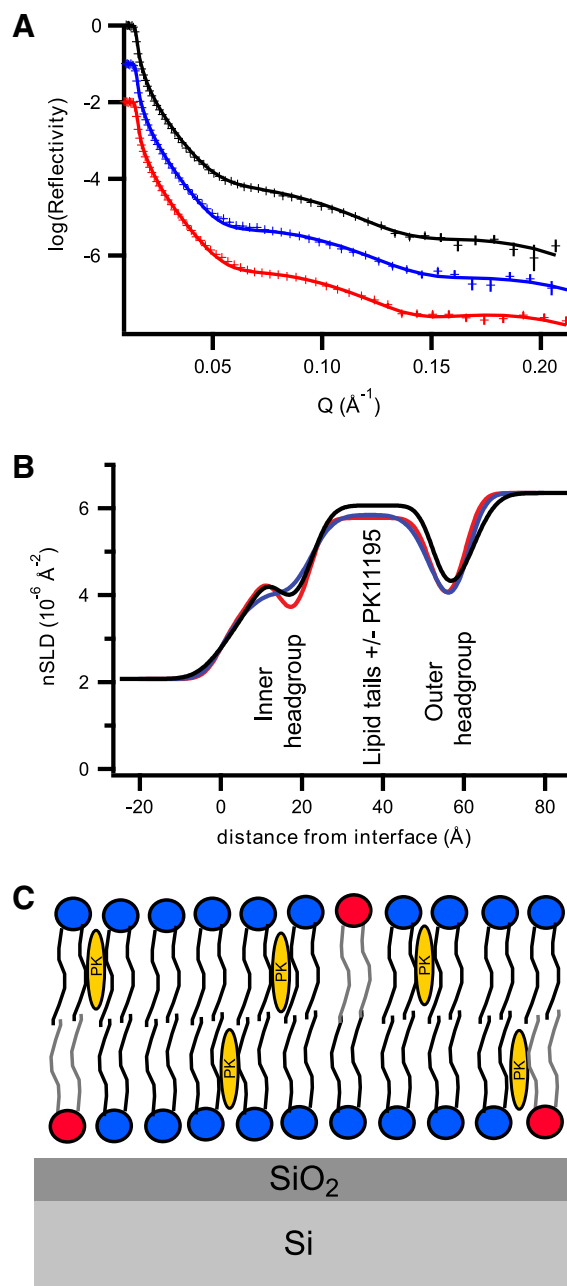 A
0
-2
-4
-6
log(Reflectivity)
0.05
0.10
0.15
0.20
Q (Å⁻¹)
B
6
4
2
0
nSLD (10⁻⁶ Å⁻²)
Inner
headgroup
Lipid tails +/- PK11195
Outer
headgroup
-20
0
20
40
60
80
distance from interface (Å)
C
PK
PK
PK
PK
PK
SiO₂
Si